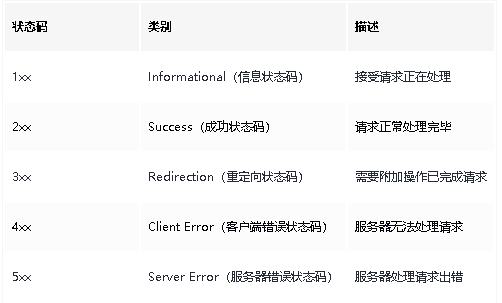 状态码 类别 描述
1xx Informational（信息状态码） 接受请求正在处理
2xx Success（成功状态码） 请求正常处理完毕
3xx Redirection（重定向状态码） 需要附加操作已完成请求
4xx Client Error（客户端错误状态码） 服务器无法处理请求
5xx Server Error（服务器错误状态码） 服务器处理请求出错